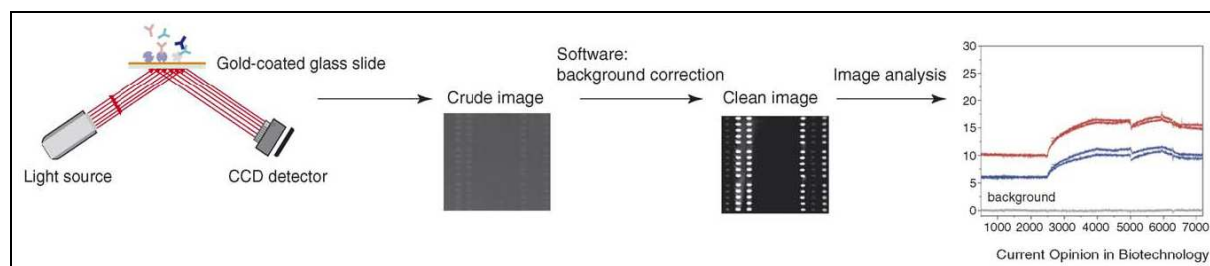 Gold-coated glass slide
Light source
CCD detector
Crude image
Software:
background correction
Clean image
Image analysis
30
25
20
15
10
5
0
background
1000 2000 3000 4000 5000 6000 7000
Current Opinion in Biotechnology